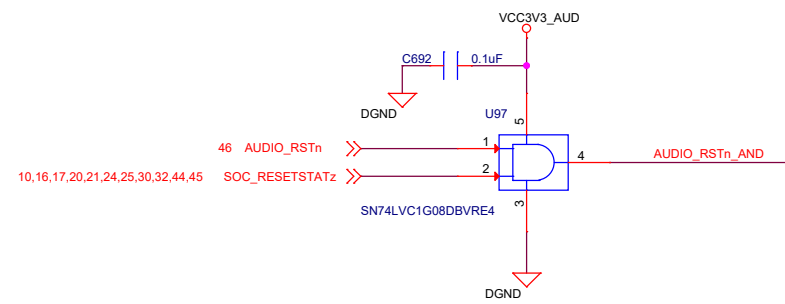 VCC3V3_AUD
C692 0.1uF
DGND
U97
5
46 AUDIO_RSTn 1
4 AUDIO_RSTn_AND
10,16,17,20,21,24,25,30,32,44,45 SOC_RESETSTATz 2
3
SN74LVC1G08DBVRE4
DGND